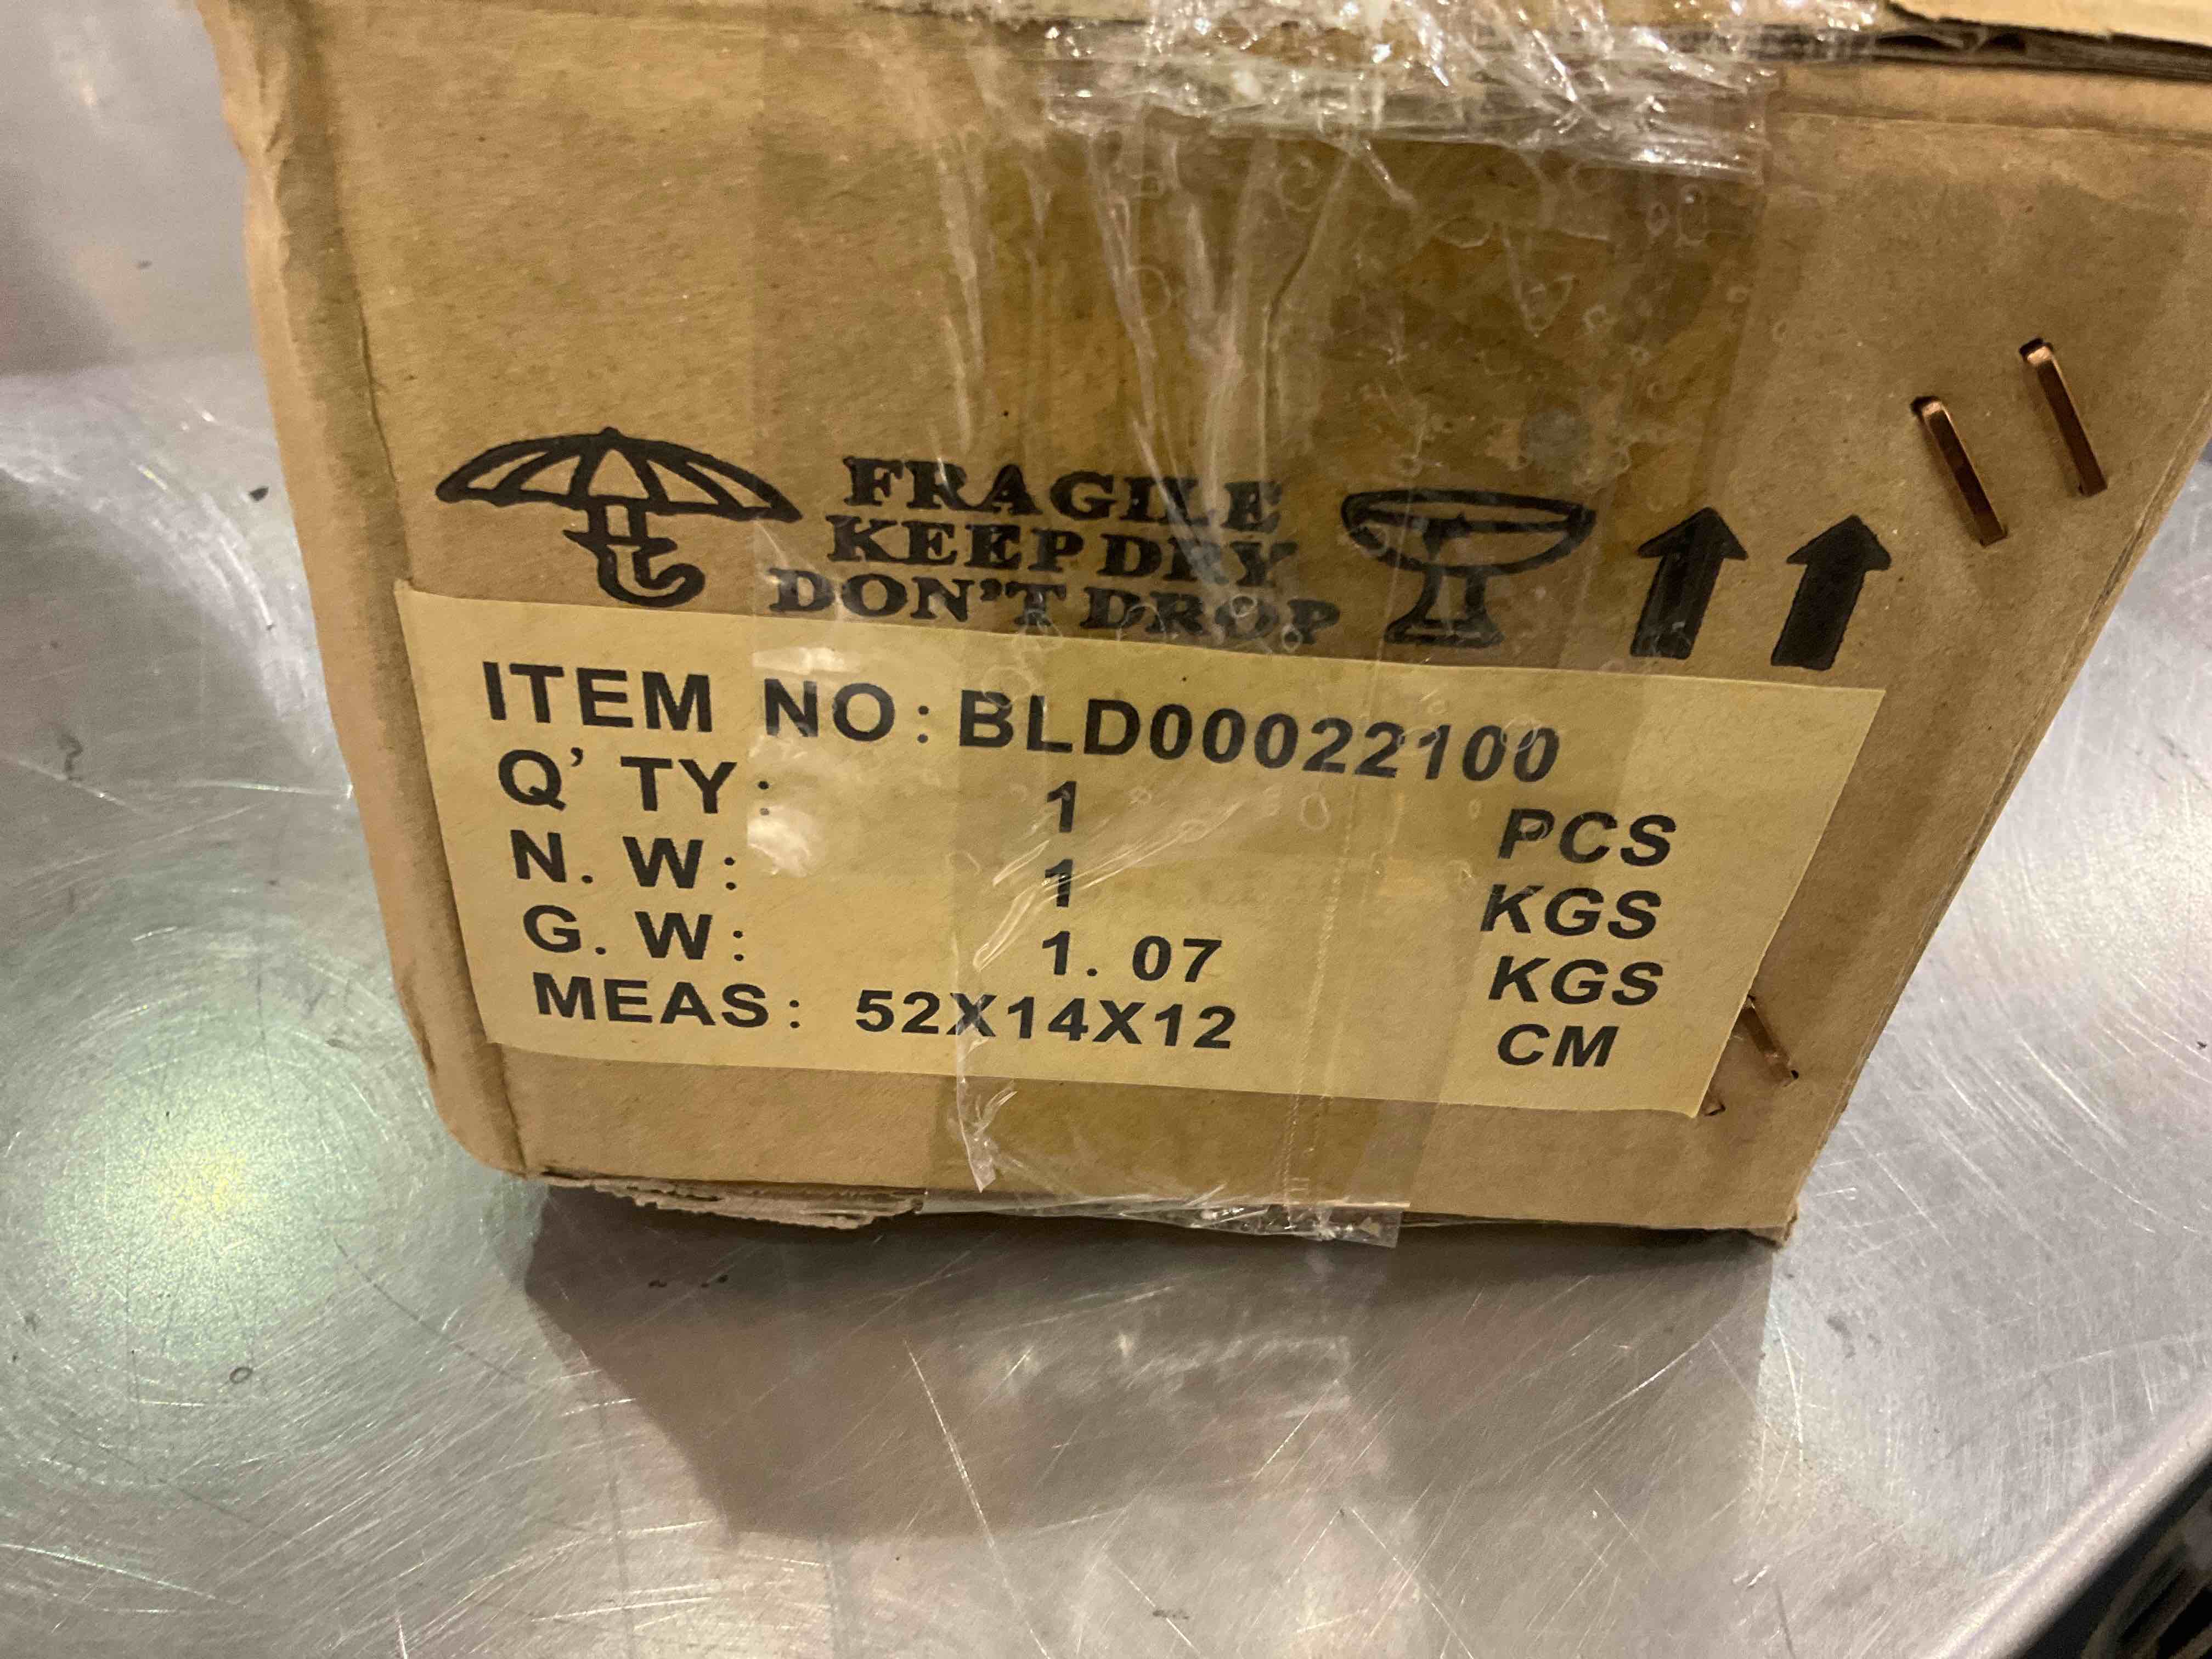 FRAGILE
KEEP DRY
DON'T DROP
ITEM NO: BLD00022100
Q'TY: 1 PCS
N. W: 1 KGS
G. W: 1. 07 KGS
MEAS: 52X14X12 CM